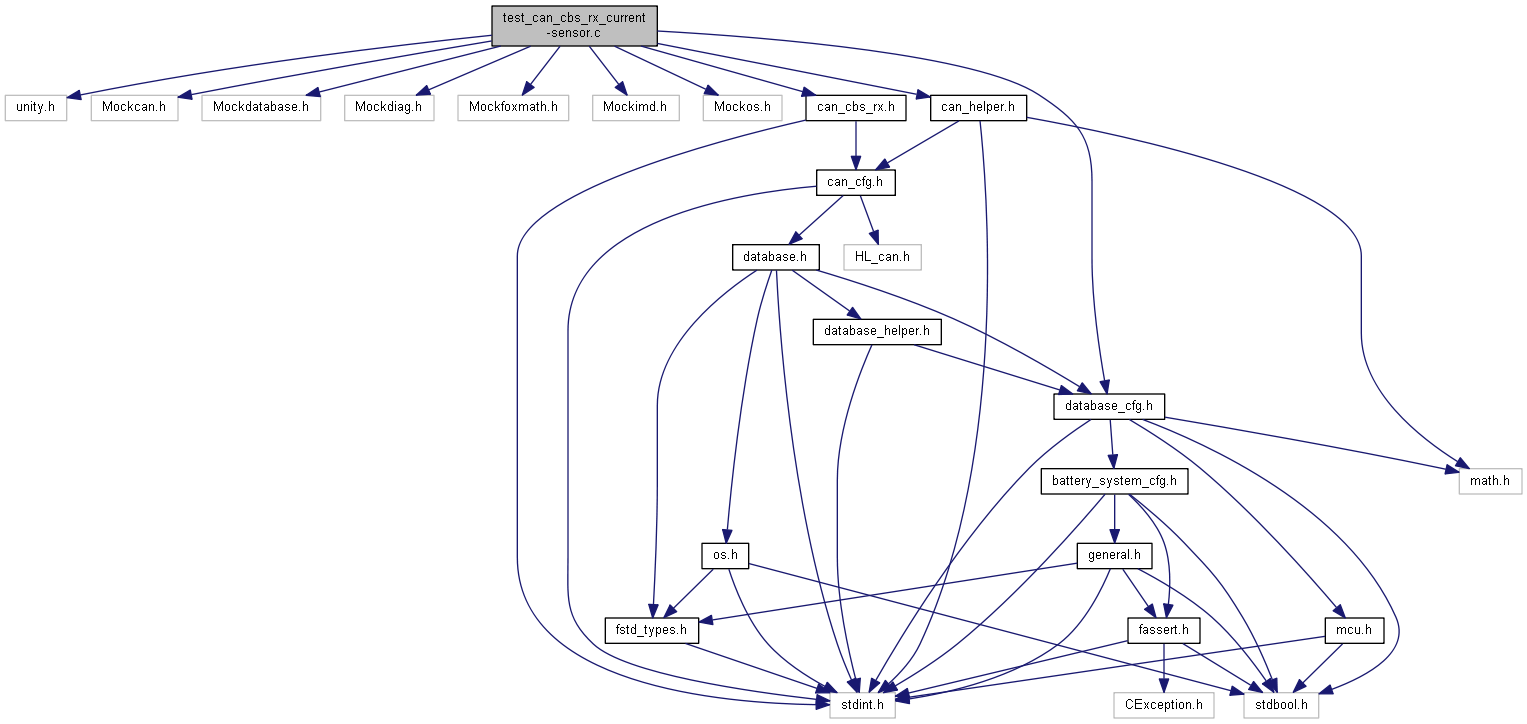 test_can_cbs_rx_current
-sensor.c
unity.h
Mockcan.h
Mockdatabase.h
Mockdiag.h
Mockfoxmath.h
Mockimd.h
Mockos.h
can_cbs_rx.h
can_helper.h
can_cfg.h
database.h
HL_can.h
database_helper.h
database_cfg.h
battery_system_cfg.h
math.h
os.h
general.h
fstd_types.h
fassert.h
mcu.h
stdint.h
CException.h
stdbool.h